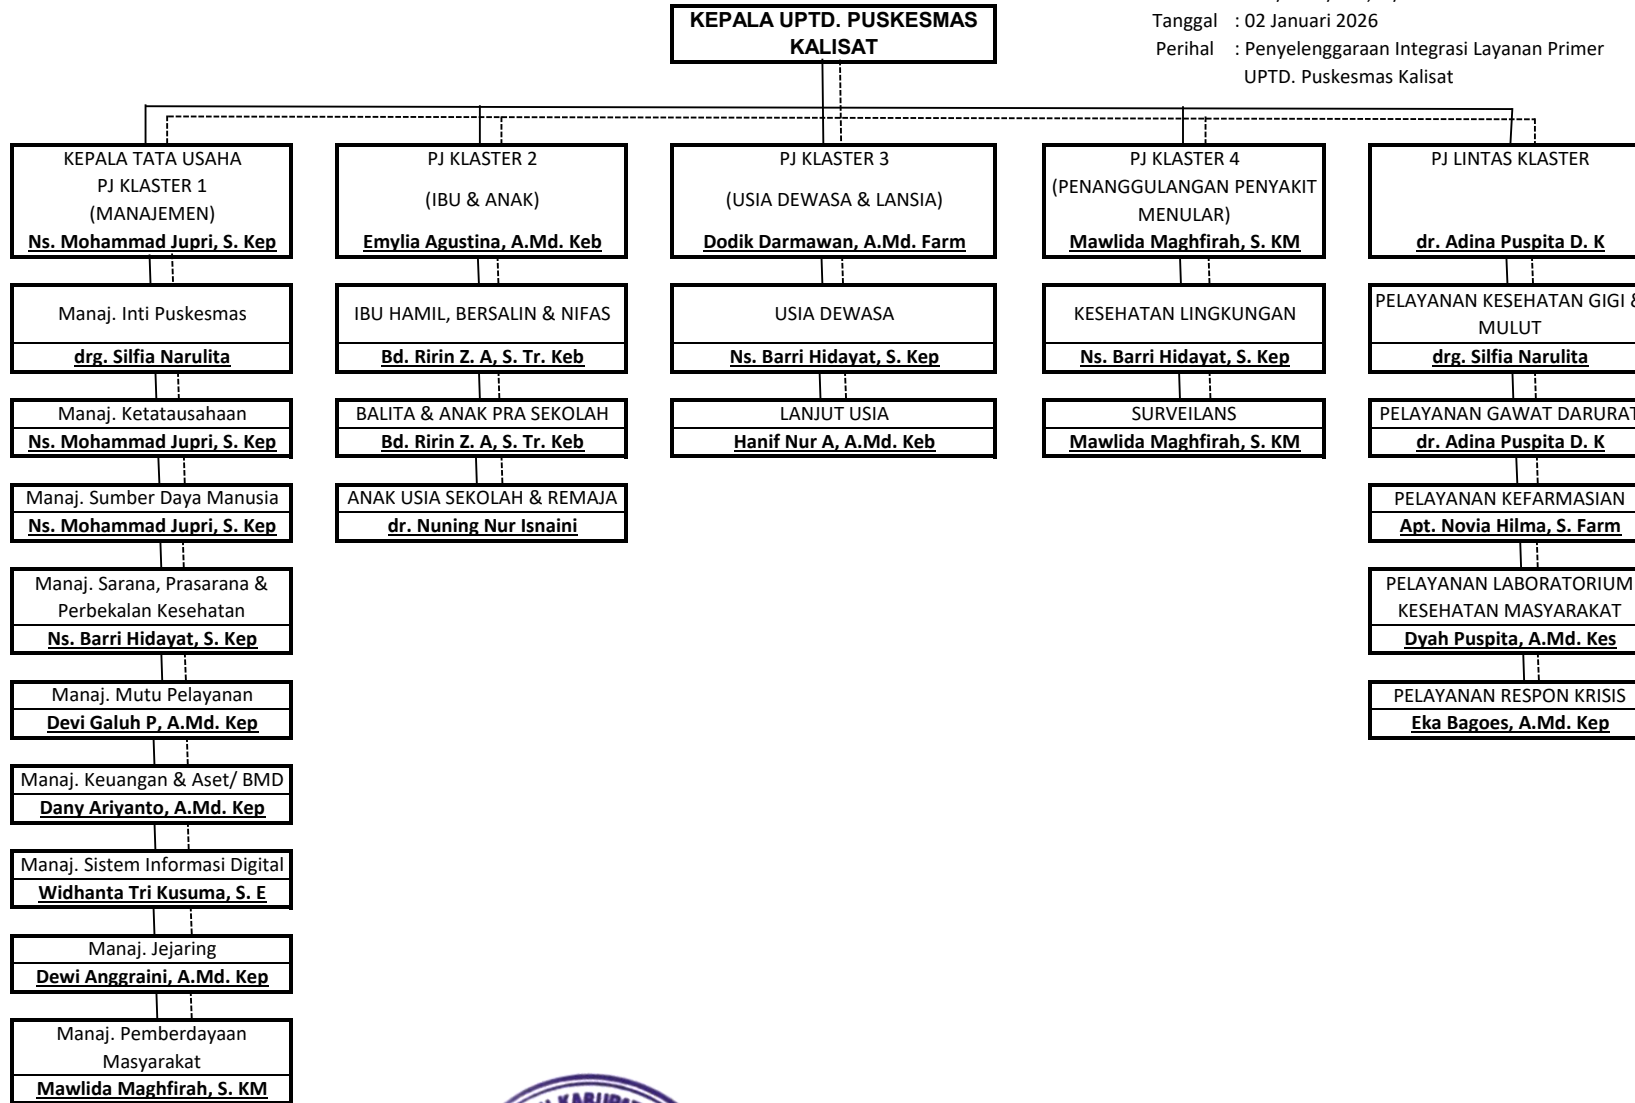 KEPALA UPTD. PUSKESMAS
KALISAT
Tanggal : 02 Januari 2026
Perihal : Penyelenggaraan Integrasi Layanan Primer
UPTD. Puskesmas Kalisat
KEPALA TATA USAHA
PJ KLASTER 1
(MANAJEMEN)
Ns. Mohammad Jupri, S. Kep
Manaj. Inti Puskesmas
drg. Silfia Narulita
Manaj. Ketatausahaan
Ns. Mohammad Jupri, S. Kep
Manaj. Sumber Daya Manusia
Ns. Mohammad Jupri, S. Kep
Manaj. Sarana, Prasarana &
Perbekalan Kesehatan
Ns. Barri Hidayat, S. Kep
Manaj. Mutu Pelayanan
Devi Galuh P, A.Md. Kep
Manaj. Keuangan & Aset/ BMD
Dany Ariyanto, A.Md. Kep
Manaj. Sistem Informasi Digital
Widhanta Tri Kusuma, S. E
Manaj. Jejaring
Dewi Anggraini, A.Md. Kep
Manaj. Pemberdayaan
Masyarakat
Mawlida Maghfirah, S. KM
PJ KLASTER 2
(IBU & ANAK)
Emylia Agustina, A.Md. Keb
IBU HAMIL, BERSALIN & NIFAS
Bd. Ririn Z. A, S. Tr. Keb
BALITA & ANAK PRA SEKOLAH
Bd. Ririn Z. A, S. Tr. Keb
ANAK USIA SEKOLAH & REMAJA
dr. Nuning Nur Isnaini
PJ KLASTER 3
(USIA DEWASA & LANSIA)
Dodik Darmawan, A.Md. Farm
USIA DEWASA
Ns. Barri Hidayat, S. Kep
LANJUT USIA
Hanif Nur A, A.Md. Keb
PJ KLASTER 4
(PENANGGULANGAN PENYAKIT
MENULAR)
Mawlida Maghfirah, S. KM
KESEHATAN LINGKUNGAN
Ns. Barri Hidayat, S. Kep
SURVEILANS
Mawlida Maghfirah, S. KM
PJ LINTAS KLASTER
dr. Adina Puspita D. K
PELAYANAN KESEHATAN GIGI &
MULUT
drg. Silfia Narulita
PELAYANAN GAWAT DARURAT
dr. Adina Puspita D. K
PELAYANAN KEFARMASIAN
Apt. Novia Hilma, S. Farm
PELAYANAN LABORATORIUM
KESEHATAN MASYARAKAT
Dyah Puspita, A.Md. Kes
PELAYANAN RESPON KRISIS
Eka Bagoes, A.Md. Kep